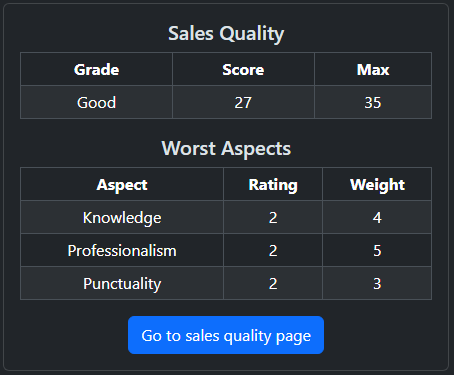 Sales Quality
Grade Score Max
Good 27 35
Worst Aspects
Aspect Rating Weight
Knowledge 2 4
Professionalism 2 5
Punctuality 2 3
Go to sales quality page